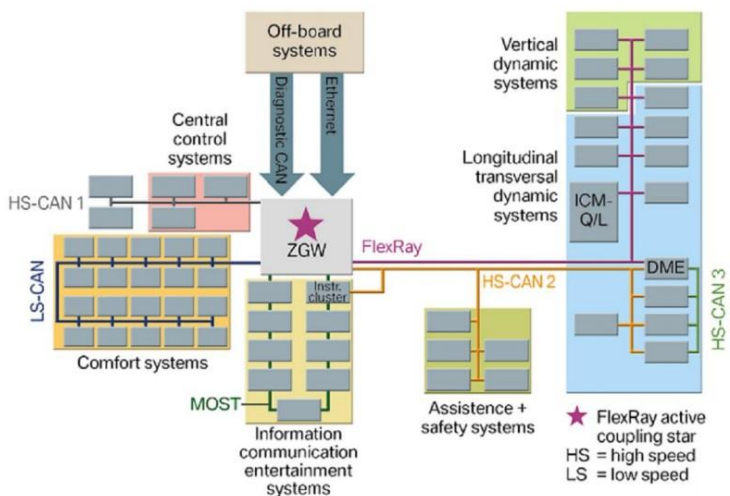 Off-board
systems
Diagnostic CAN
Ethernet
Vertical
dynamic
systems
Central
control
systems
Longitudinal
transversal
dynamic
systems
ICM-
Q/L
HS-CAN 1
ZGW
FlexRay
DME
LS-CAN
Instr.
cluster
HS-CAN 2
HS-CAN 3
Comfort systems
MOST
Information
communication
entertainment
systems
Assistence +
safety systems
FlexRay active
coupling star
HS = high speed
LS = low speed